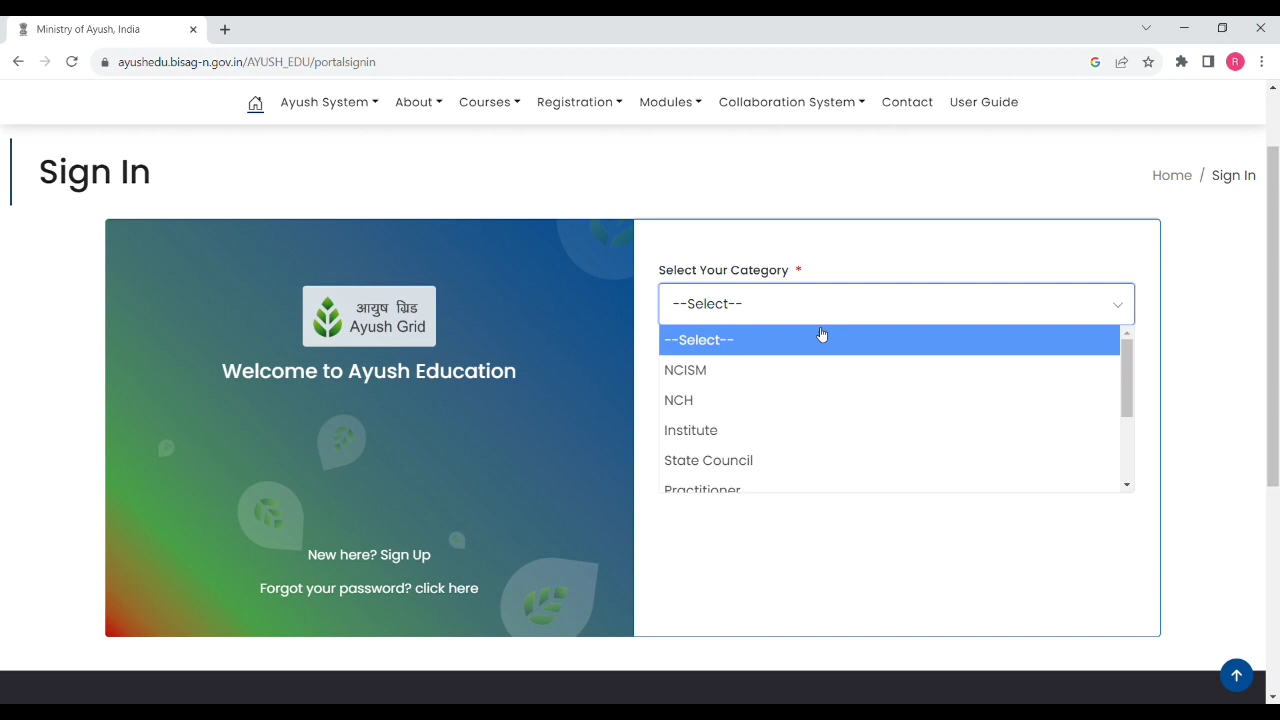 Ministry of Ayush, India
ayushedu.bisag-n.gov.in/AYUSH_EDU/portalsignin
R
Ayush System About Courses Registration Modules Collaboration System Contact User Guide
Sign In
Home / Sign In
आयुष ग्रिड
Ayush Grid
Welcome to Ayush Education
New here? Sign Up
Forgot your password? click here
Select Your Category *
--Select--
--Select--
NCISM
NCH
Institute
State Council
Practitioner